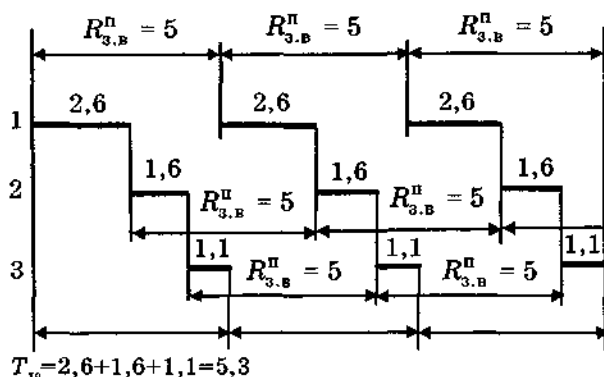 R^п_з.в = 5 R^п_з.в = 5 R^п_з.в = 5
1 2,6 2,6 2,6
2 1,6 1,6 1,6
R^п_з.в = 5 R^п_з.в = 5
3 1,1 1,1 1,1
R^п_з.в = 5 R^п_з.в = 5
=2,6+1,6+1,1=5,3